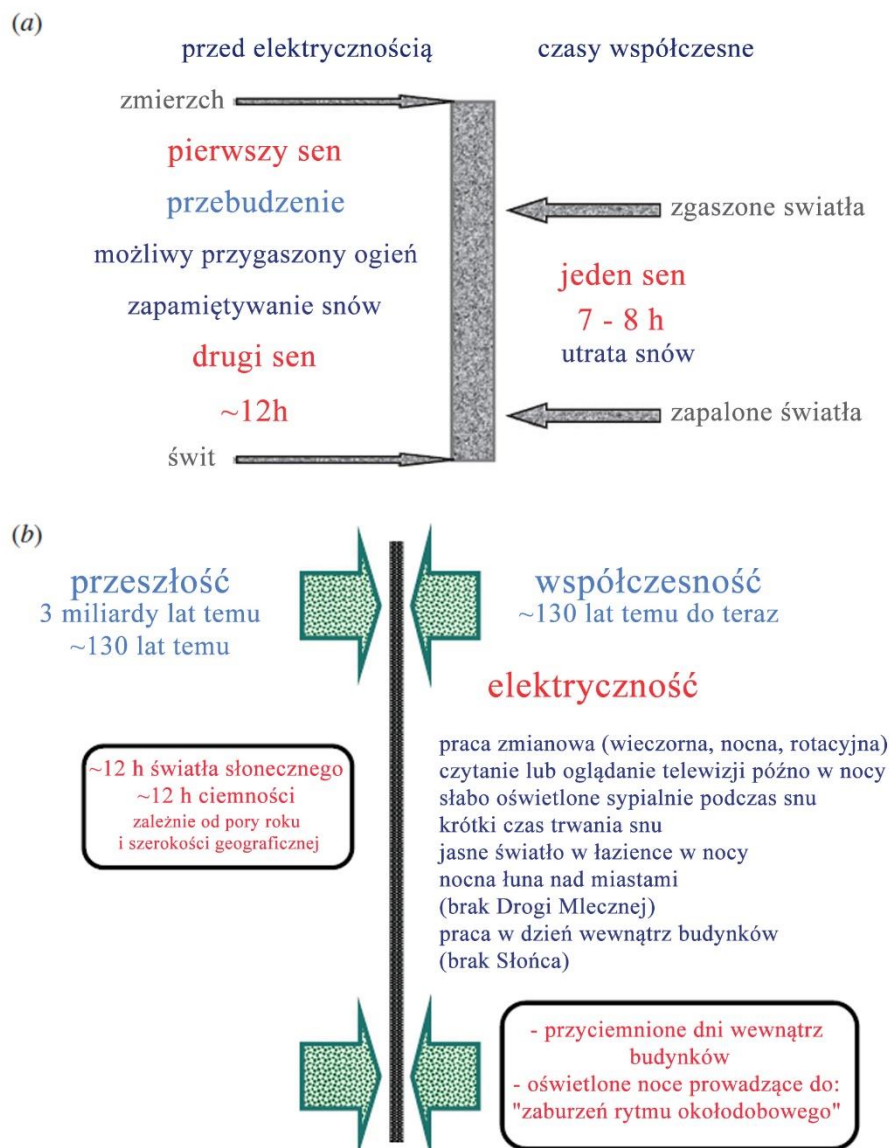 (a)
przed elektrycznością
czasy współczesne
zmierzch
pierwszy sen
przebudzenie
możliwy przygaszony ogień
zapamiętywanie snów
drugi sen
~12h
świt
zgaszone swiatła
jeden sen
7 - 8 h
utrata snów
zapalone światła
(b)
przeszłość
3 miliardy lat temu
~130 lat temu
~12 h światła słonecznego
~12 h ciemności
zależnie od pory roku
i szerokości geograficznej
współczesność
~130 lat temu do teraz
elektryczność
praca zmianowa (wieczorna, nocna, rotacyjna)
czytanie lub oglądanie telewizji późno w nocy
słabo oświetlone sypialnie podczas snu
krótki czas trwania snu
jasne światło w łazience w nocy
nocna łuna nad miastami
(brak Drogi Mlecznej)
praca w dzień wewnątrz budynków
(brak Słońca)
- przyciemnione dni wewnątrz
budynków
- oświetlone noce prowadzące do:
"zaburzeń rytmu okołodobowego"